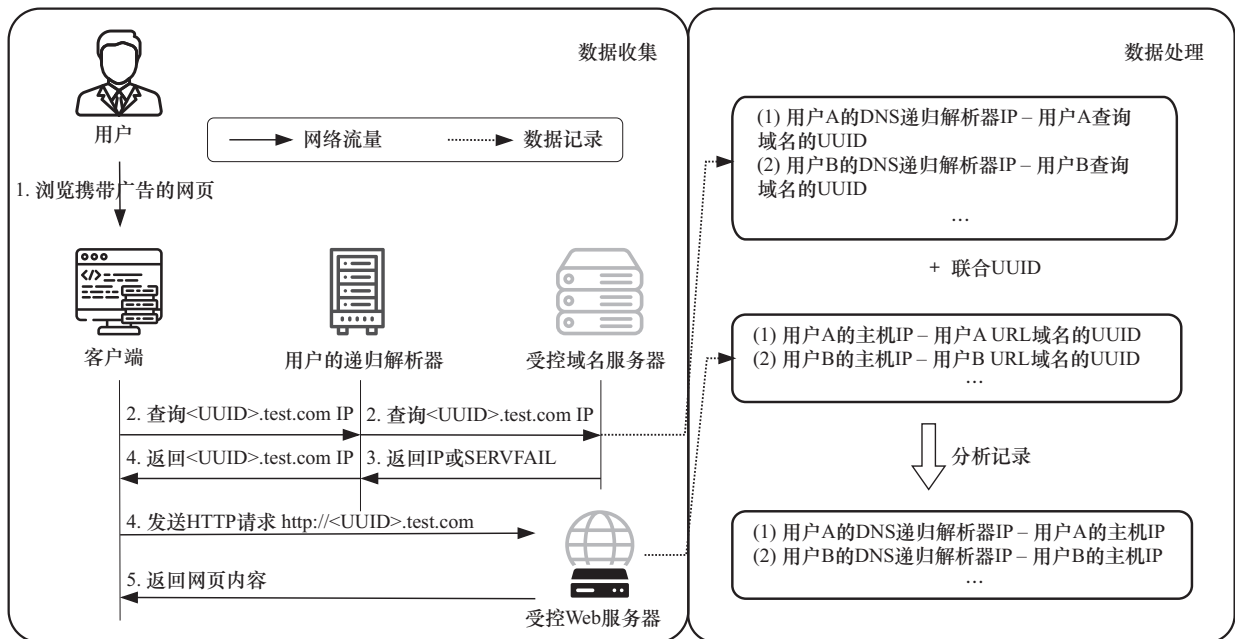 数据收集
用户
网络流量
数据记录
1. 浏览携带广告的网页
客户端
用户的递归解析器
受控域名服务器
2. 查询<UUID>.test.com IP
2. 查询<UUID>.test.com IP
4. 返回<UUID>.test.com IP
3. 返回IP或SERVFAIL
4. 发送HTTP请求 http://<UUID>.test.com
5. 返回网页内容
受控Web服务器
数据处理
(1) 用户A的DNS递归解析器IP – 用户A查询
域名的UUID
(2) 用户B的DNS递归解析器IP – 用户B查询
域名的UUID
…
+ 联合UUID
(1) 用户A的主机IP – 用户A URL域名的UUID
(2) 用户B的主机IP – 用户B URL域名的UUID
…
分析记录
(1) 用户A的DNS递归解析器IP – 用户A的主机IP
(2) 用户B的DNS递归解析器IP – 用户B的主机IP
…